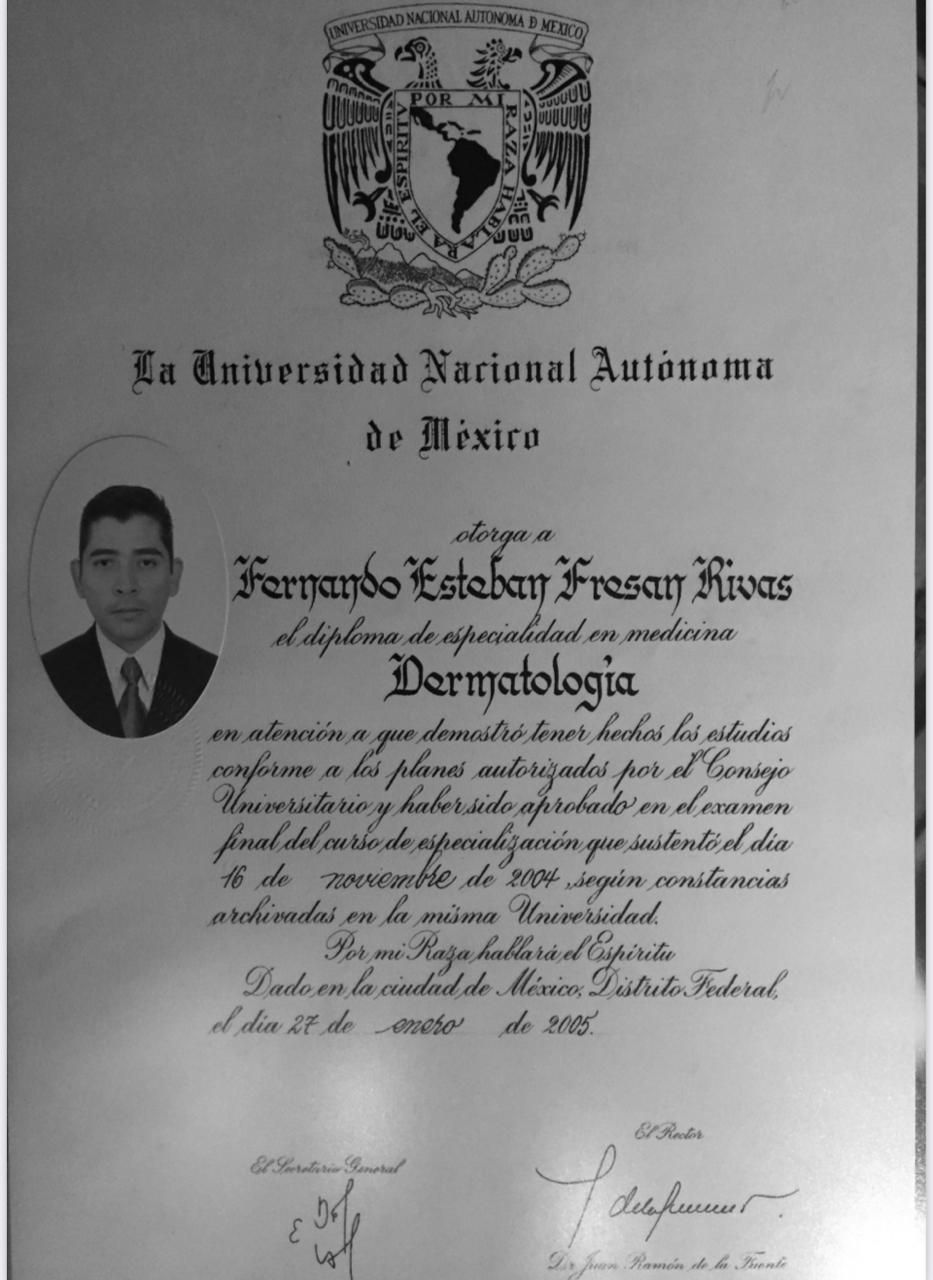 UNIVERSIDAD NACIONAL AUTONOMA D MEXICO
POR MI RAZA HABLARA EL ESPIRITU
La Universidad Nacional Autónoma
de México
otorga a
Fernando Esteban Fresan Rivas
el diploma de especialidad en medicina
Dermatología
en atención a que demostró tener hechos los estudios
conforme a los planes autorizados por el Consejo
Universitario y haber sido aprobado en el examen
final del curso de especialización que sustentó el día
16 de noviembre de 2004, según constancias
archivadas en la misma Universidad.
Por mi Raza hablará el Espíritu
Dado en la ciudad de México, Distrito Federal,
el día 27 de enero de 2005.
El Rector
El Secretario General
Dr. Juan Ramón de la Fuente